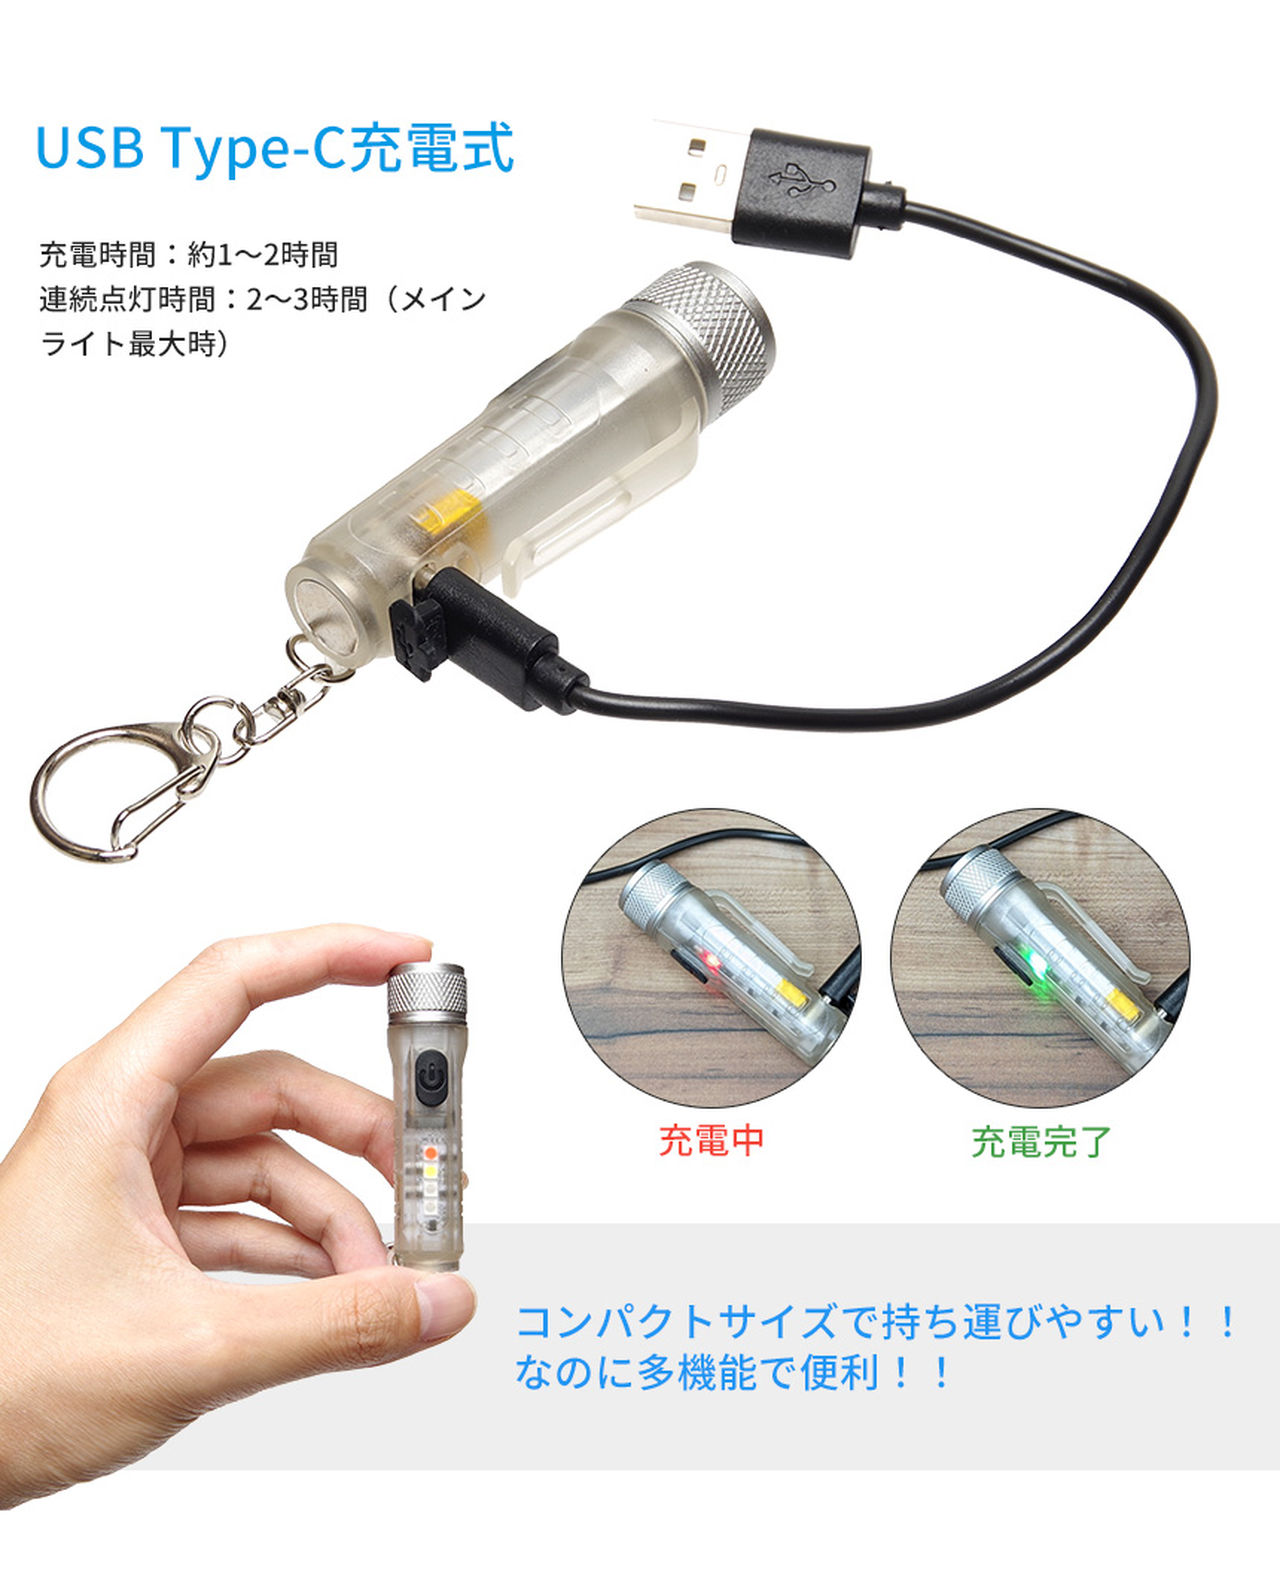 USB Type-C充電式
充電時間：約1～2時間
連続点灯時間：2～3時間（メイン
ライト最大時）
充電中
充電完了
コンパクトサイズで持ち運びやすい！！
なのに多機能で便利！！